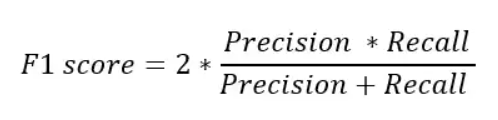 F1 score = 2 * Precision * Recall / Precision + Recall